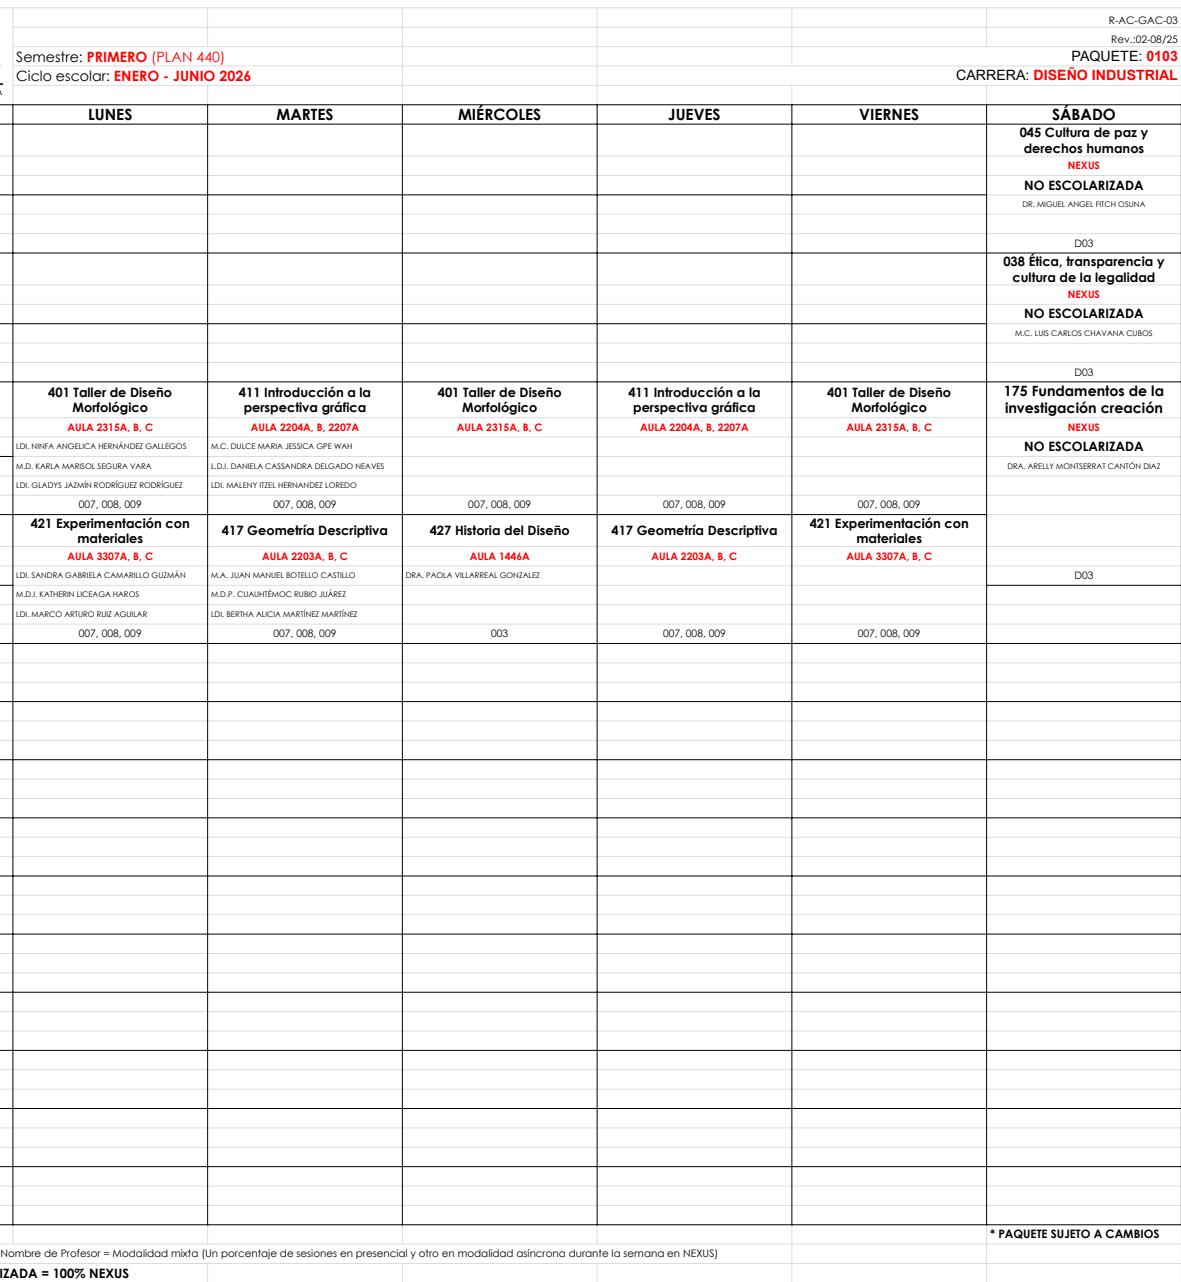 R-AC-GAC-03
Rev.:02-08/25
Semestre: PRIMERO (PLAN 440)
PAQUETE: 0103
Ciclo escolar: ENERO - JUNIO 2026
CARRERA: DISEÑO INDUSTRIAL
LUNES MARTES MIÉRCOLES JUEVES VIERNES SÁBADO
045 Cultura de paz y
derechos humanos
NEXUS
NO ESCOLARIZADA
DR. MIGUEL ANGEL FITCH OSUNA
D03
038 Ética, transparencia y
cultura de la legalidad
NEXUS
NO ESCOLARIZADA
M.C. LUIS CARLOS CHAVANA CUBOS
D03
401 Taller de Diseño 411 Introducción a la 401 Taller de Diseño 411 Introducción a la 401 Taller de Diseño 175 Fundamentos de la
Morfológico perspectiva gráfica Morfológico perspectiva gráfica Morfológico investigación creación
AULA 2315A, B, C AULA 2204A, B, 2207A AULA 2315A, B, C AULA 2204A, B, 2207A AULA 2315A, B, C NEXUS
LDI. NINFA ANGELICA HERNÁNDEZ GALLEGOS M.C. DULCE MARIA JESSICA GPE WAH NO ESCOLARIZADA
M.D. KARLA MARISOL SEGURA VARA L.D.I. DANIELA CASSANDRA DELGADO NEAVES DRA. ARELLY MONTSERRAT CANTÓN DIAZ
LDI. GLADYS JAZMÍN RODRÍGUEZ RODRÍGUEZ LDI. MALENY ITZEL HERNANDEZ LOREDO
007, 008, 009 007, 008, 009 007, 008, 009 007, 008, 009 007, 008, 009
421 Experimentación con 417 Geometría Descriptiva 427 Historia del Diseño 417 Geometría Descriptiva 421 Experimentación con
materiales materiales
AULA 3307A, B, C AULA 2203A, B, C AULA 1446A AULA 2203A, B, C AULA 3307A, B, C
LDI. SANDRA GABRIELA CAMARILLO GUZMÁN M.A. JUAN MANUEL BOTELLO CASTILLO DRA. PAOLA VILLARREAL GONZALEZ D03
M.D.I. KATHERIN LICEAGA HAROS M.D.P. CUAUHTÉMOC RUBIO JUÁREZ
LDI. MARCO ARTURO RUIZ AGUILAR LDI. BERTHA ALICIA MARTÍNEZ MARTÍNEZ
007, 008, 009 007, 008, 009 003 007, 008, 009 007, 008, 009
* PAQUETE SUJETO A CAMBIOS
Nombre de Profesor = Modalidad mixta (Un porcentaje de sesiones en presencial y otro en modalidad asíncrona durante la semana en NEXUS)
IZADA = 100% NEXUS